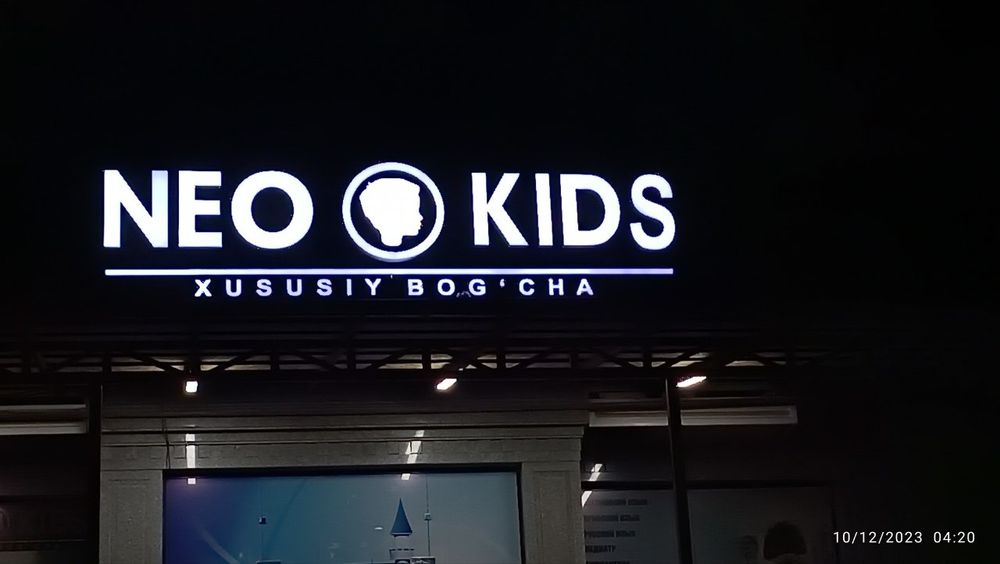 NEO KIDS
XUSUSIY BOG‘CHA
10/12/2023 04:20